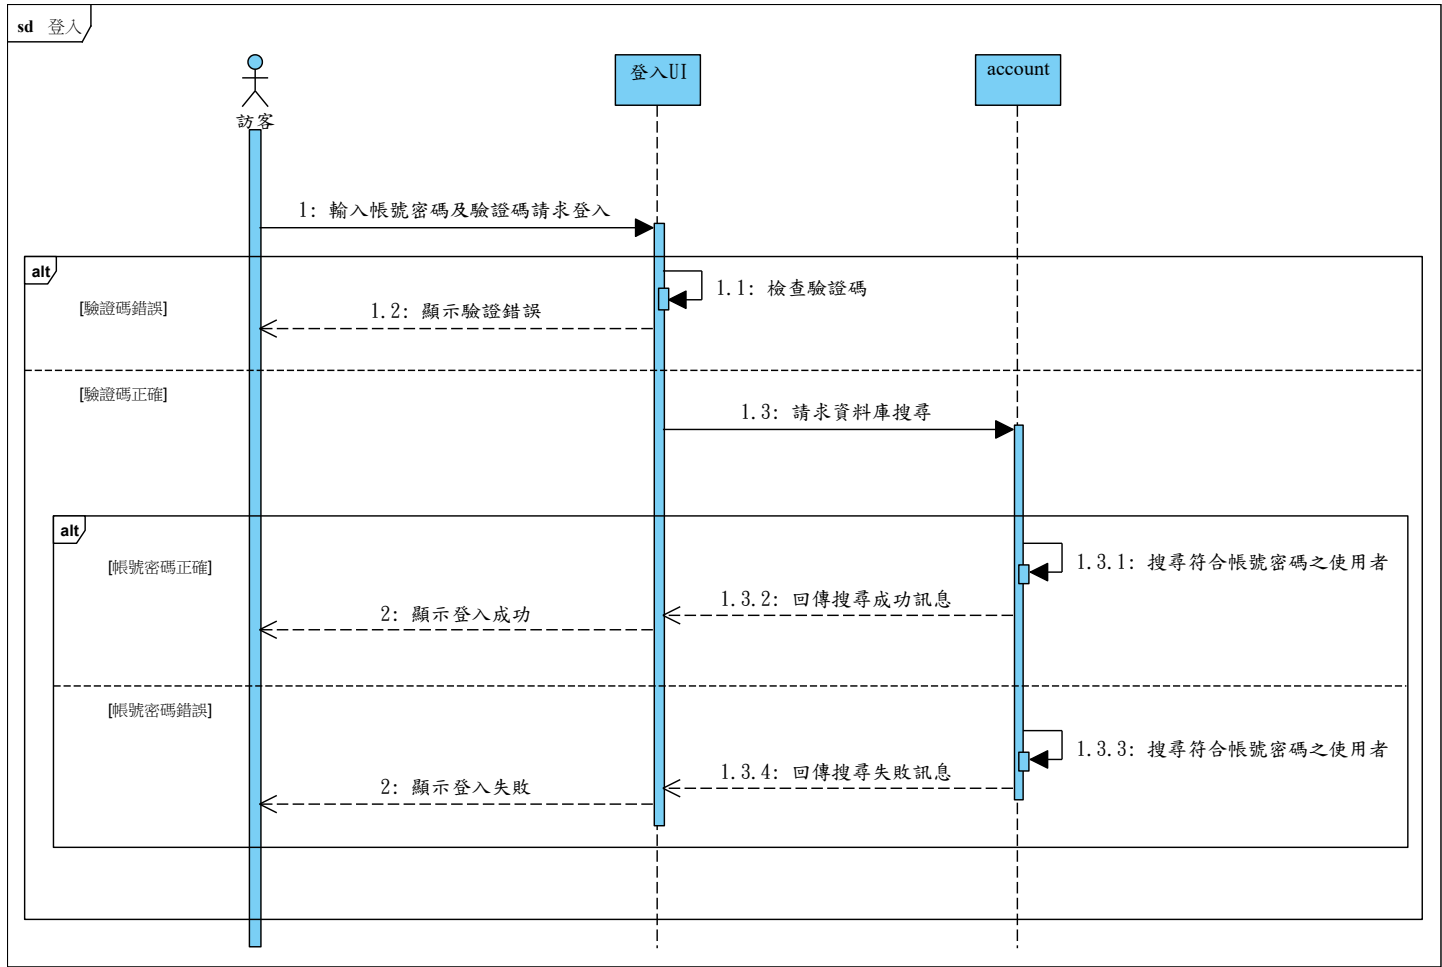 sd 登入
訪客
登入UI
account
1: 輸入帳號密碼及驗證碼請求登入
alt
[驗證碼錯誤]
1.1: 檢查驗證碼
1.2: 顯示驗證錯誤
[驗證碼正確]
1.3: 請求資料庫搜尋
alt
[帳號密碼正確]
1.3.1: 搜尋符合帳號密碼之使用者
1.3.2: 回傳搜尋成功訊息
2: 顯示登入成功
[帳號密碼錯誤]
1.3.3: 搜尋符合帳號密碼之使用者
1.3.4: 回傳搜尋失敗訊息
2: 顯示登入失敗